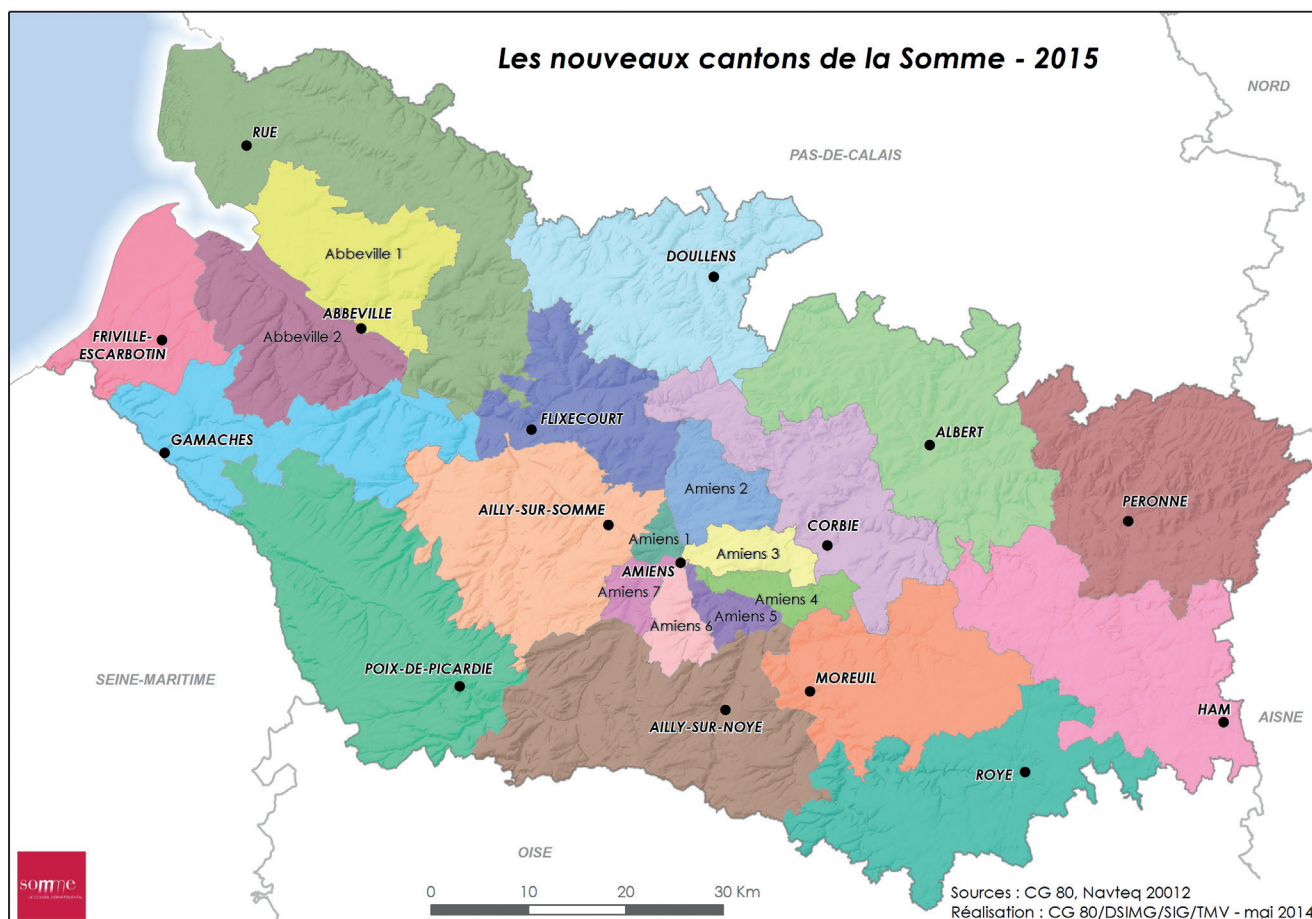 Les nouveaux cantons de la Somme - 2015
NORD
RUE
PAS-DE-CALAIS
Abbeville 1
DOULLENS
ABBEVILLE
Abbeville 2
FRIVILLE-
ESCARBOTIN
FLIXECOURT
GAMACHES
ALBERT
Amiens 2
PERONNE
AILLY-SUR-SOMME
CORBIE
Amiens 1
Amiens 3
AMIENS
Amiens 7
Amiens 4
Amiens 5
Amiens 6
POIX-DE-PICARDIE
SEINE-MARITIME
MOREUIL
HAM
AISNE
AILLY-SUR-NOYE
ROYE
OISE
somme
LE CONSEIL DÉPARTEMENTAL
0 10 20 30 Km
Sources : CG 80, Navteq 20012
Réalisation : CG 80/DSIMG/SIG/TMV - mai 2014